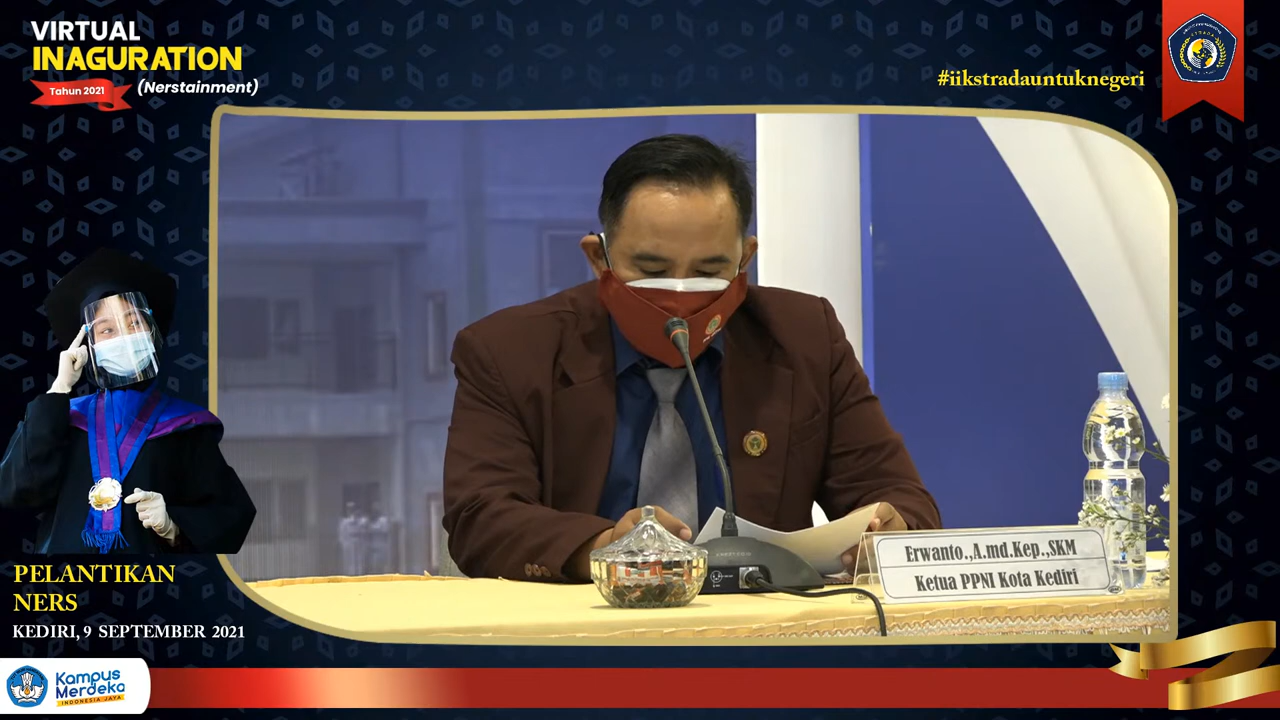 VIRTUAL
INAGURATION
Tahun 2021
(Nerstainment)
#iikstradauntuknegeri
STRADA
Erwanto.,A.md.Kep.,SKM
Ketua PPNI Kota Kediri
PELANTIKAN
NERS
KEDIRI, 9 SEPTEMBER 2021
Kampus
Merdeka
INDONESIA JAYA